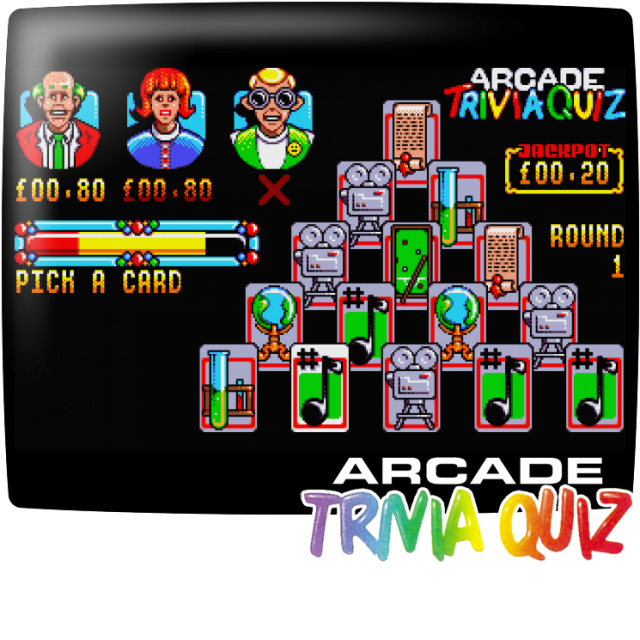 ARCADE
TRIVIA QUIZ
JACKPOT
£00.20
£00.80 £00.80
ROUND
1
PICK A CARD
#
#
#
#
ARCADE
TRIVIA QUIZ